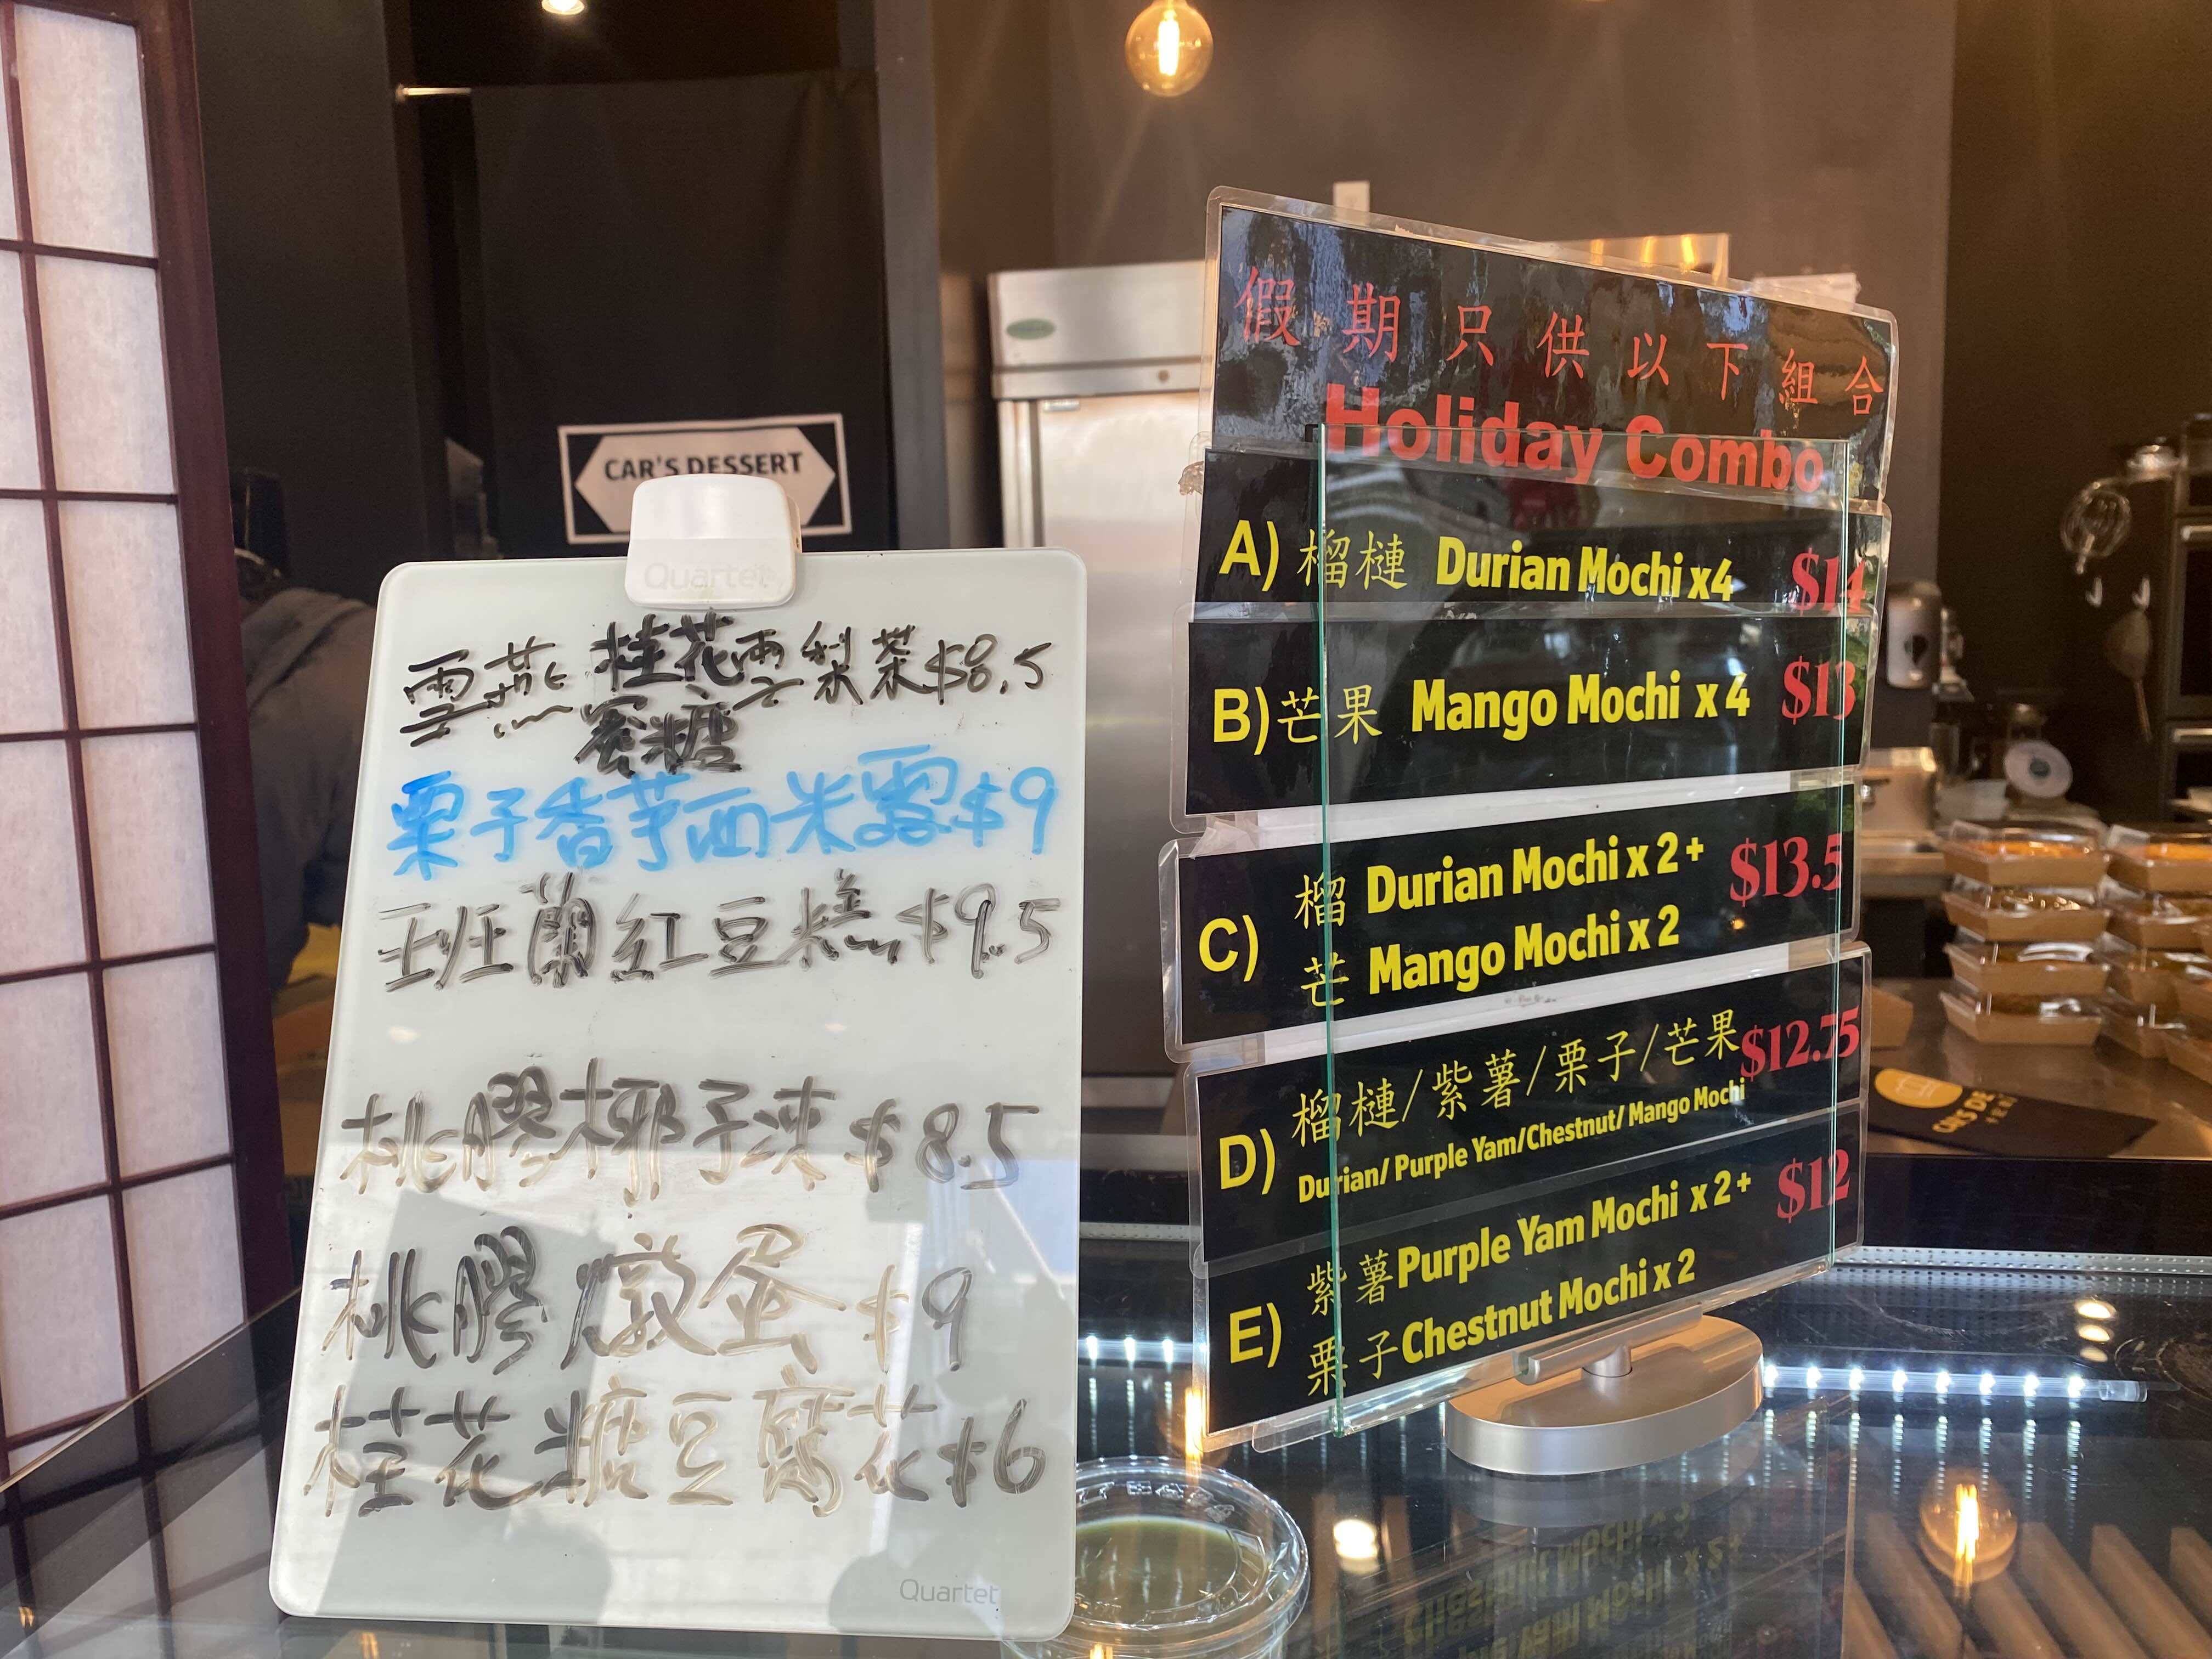 CAR'S DESSERT
Quartet
雪燕 桂花 雪梨茶 $8.5
蜜糖
栗子香芋西米露 $9
班蘭紅豆糕 $9.5
桃膠椰子凍 $8.5
桃膠燉蛋 $9
桂花糖豆腐花 $6
Quartet
假期只供以下組合
Holiday Combo
A) 榴槤 Durian Mochi x4 $14
B) 芒果 Mango Mochi x 4 $13
C) 榴 Durian Mochi x 2 + $13.5
芒 Mango Mochi x 2
D) 榴槤/紫薯/栗子/芒果 $12.75
Durian/ Purple Yam/Chestnut/ Mango Mochi
E) 紫薯 Purple Yam Mochi x 2 + $12
栗子 Chestnut Mochi x 2